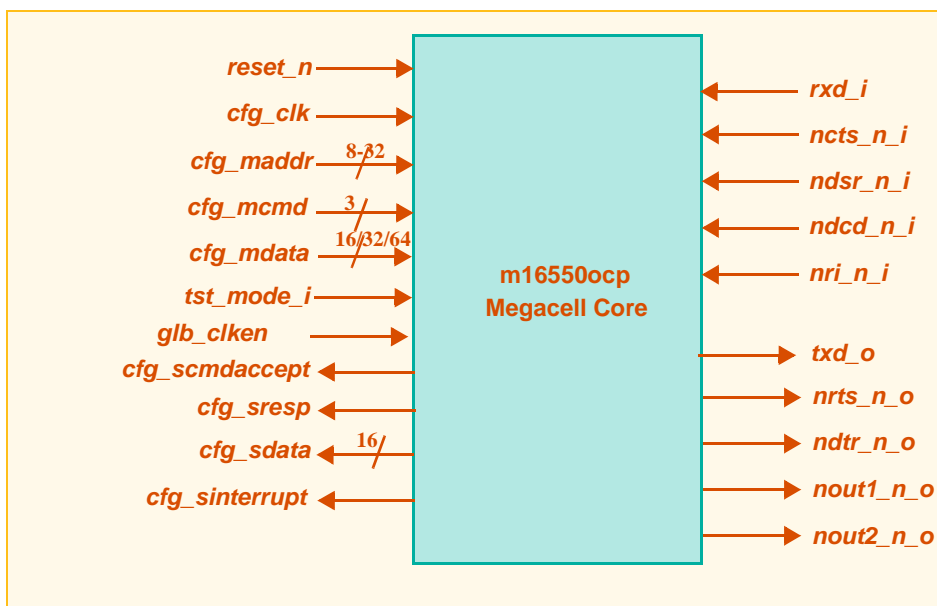 reset_n
cfg_clk
cfg_maddr 8-32
cfg_mcmd 3
cfg_mdata 16/32/64
tst_mode_i
glb_clken
cfg_scmdaccept
cfg_sresp
cfg_sdata 16
cfg_sinterrupt
m16550ocp
Megacell Core
rxd_i
ncts_n_i
ndsr_n_i
ndcd_n_i
nri_n_i
txd_o
nrts_n_o
ndtr_n_o
nout1_n_o
nout2_n_o